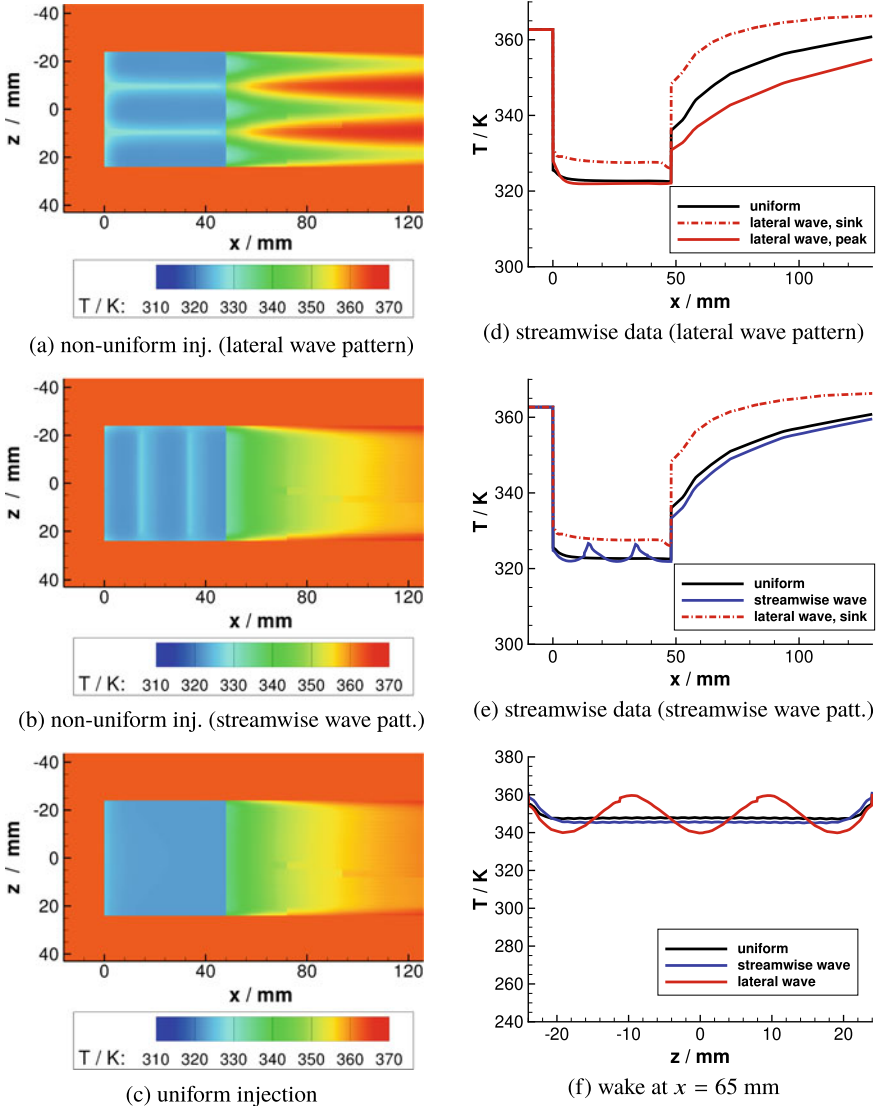 -40
-20
0
20
40
z / mm
0 40 80 120
x / mm
T / K: 310 320 330 340 350 360 370
(a) non-uniform inj. (lateral wave pattern)
360
340
320
300
T / K
0 50 100
x / mm
uniform
lateral wave, sink
lateral wave, peak
(d) streamwise data (lateral wave pattern)
-40
-20
0
20
40
z / mm
0 40 80 120
x / mm
T / K: 310 320 330 340 350 360 370
(b) non-uniform inj. (streamwise wave patt.)
360
340
320
300
T / K
0 50 100
x / mm
uniform
streamwise wave
lateral wave, sink
(e) streamwise data (streamwise wave patt.)
-40
-20
0
20
40
z / mm
0 40 80 120
x / mm
T / K: 310 320 330 340 350 360 370
(c) uniform injection
380
360
340
320
300
280
260
240
T / K
-20 -10 0 10 20
z / mm
uniform
streamwise wave
lateral wave
(f) wake at x = 65 mm